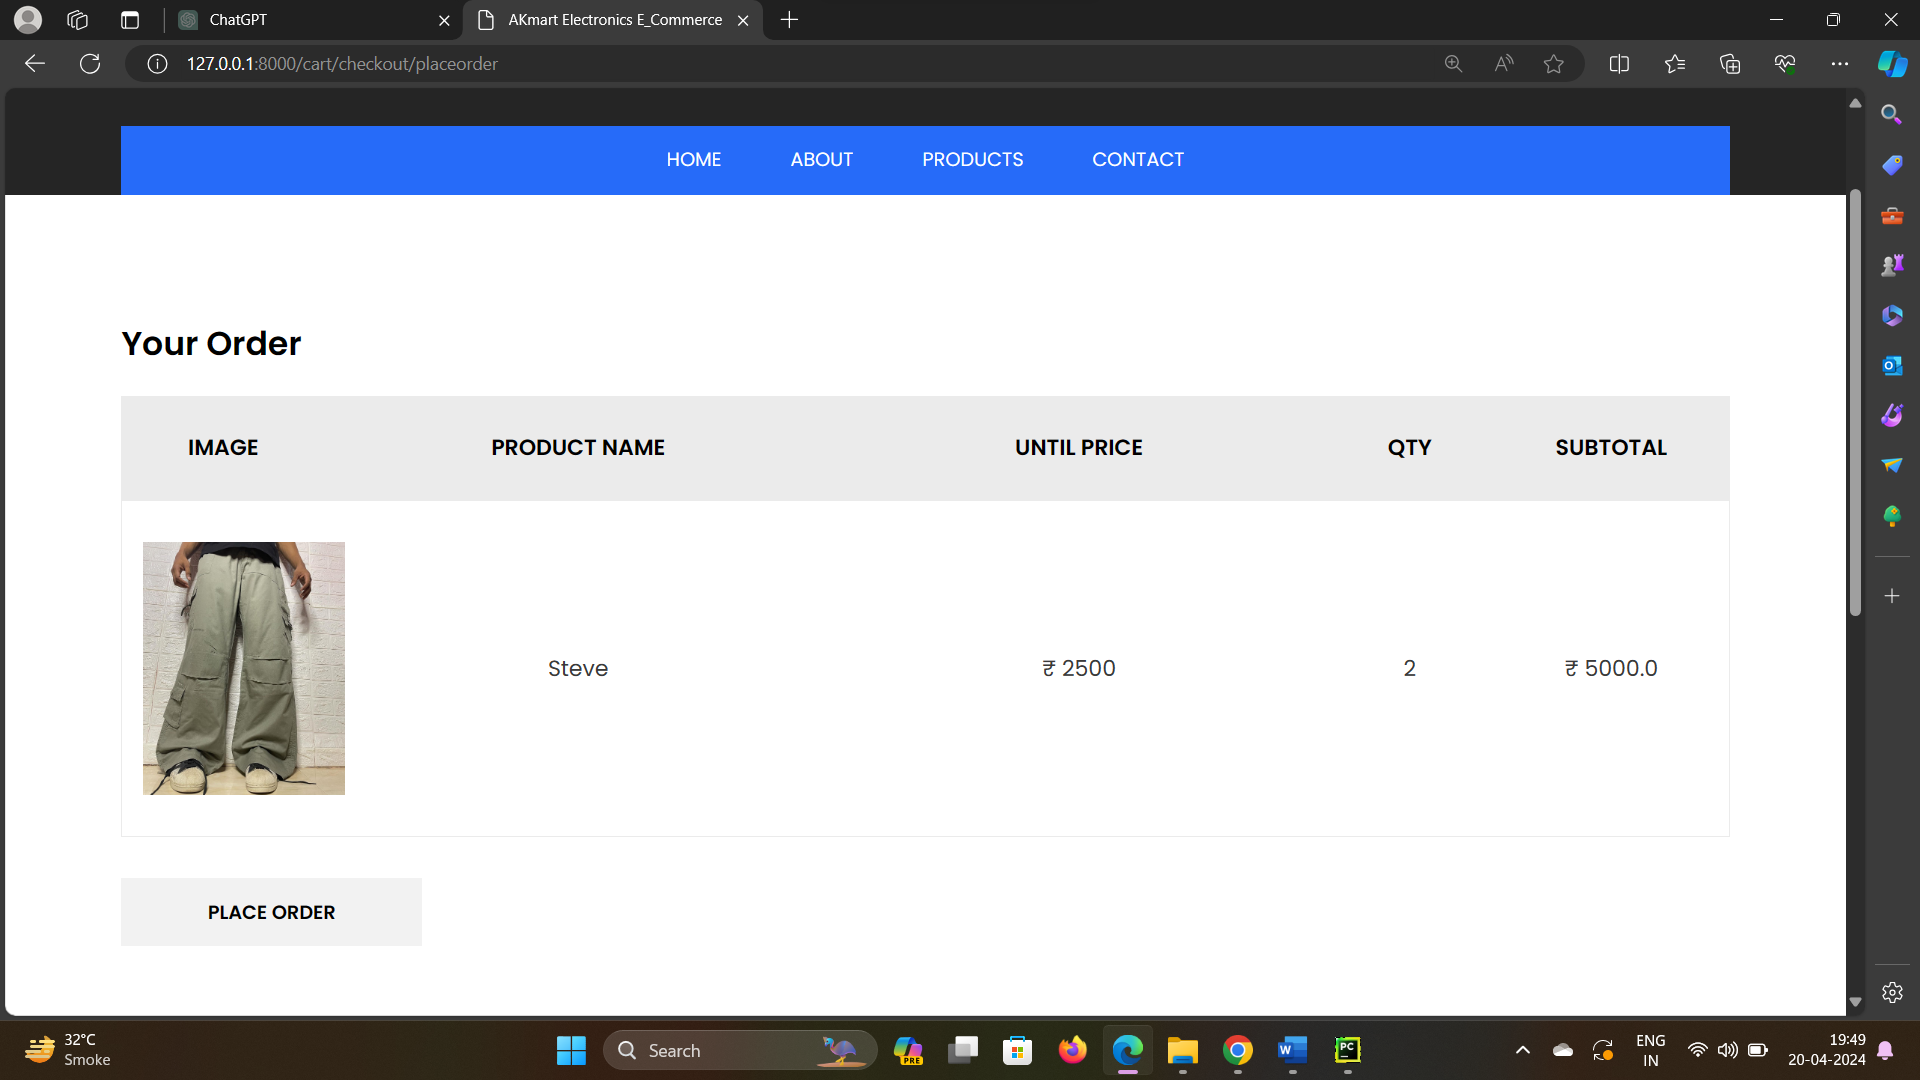 ChatGPT
AKmart Electronics E_Commerce
127.0.0.1:8000/cart/checkout/placeorder
HOME ABOUT PRODUCTS CONTACT
Your Order
IMAGE PRODUCT NAME UNTIL PRICE QTY SUBTOTAL
Steve ₹ 2500 2 ₹ 5000.0
PLACE ORDER
32°C
Smoke
Search
PRE
W
PC
ENG
IN
19:49
20-04-2024